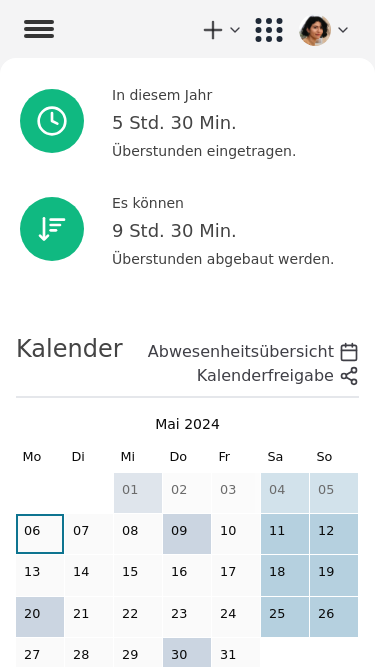 In diesem Jahr
5 Std. 30 Min.
Überstunden eingetragen.
Es können
9 Std. 30 Min.
Überstunden abgebaut werden.
Kalender
Abwesenheitsübersicht
Kalenderfreigabe
Mai 2024
Mo Di Mi Do Fr Sa So
01 02 03 04 05
06 07 08 09 10 11 12
13 14 15 16 17 18 19
20 21 22 23 24 25 26
27 28 29 30 31